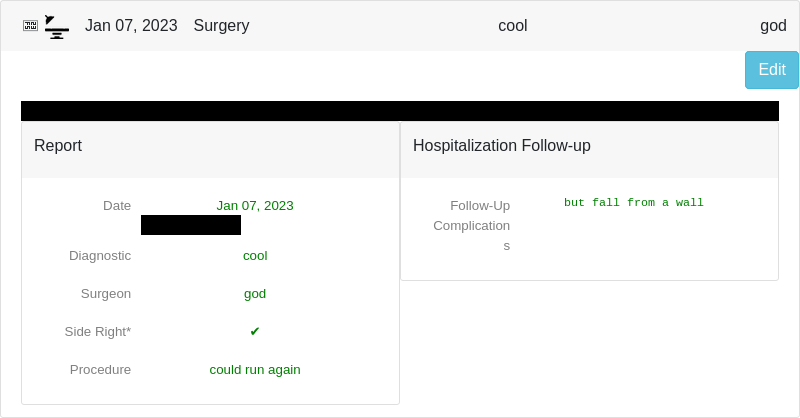 Jan 07, 2023 Surgery cool god
Edit
Report
Date Jan 07, 2023
Diagnostic cool
Surgeon god
Side Right* ✔
Procedure could run again
Hospitalization Follow-up
Follow-Up but fall from a wall
Complication
s